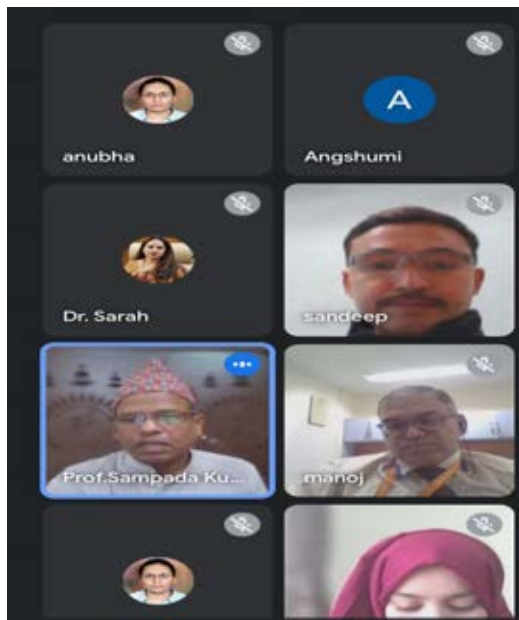 anubha
A
Angshumi
Dr. Sarah
sandeep
Prof.Sampada Ku...
manoj